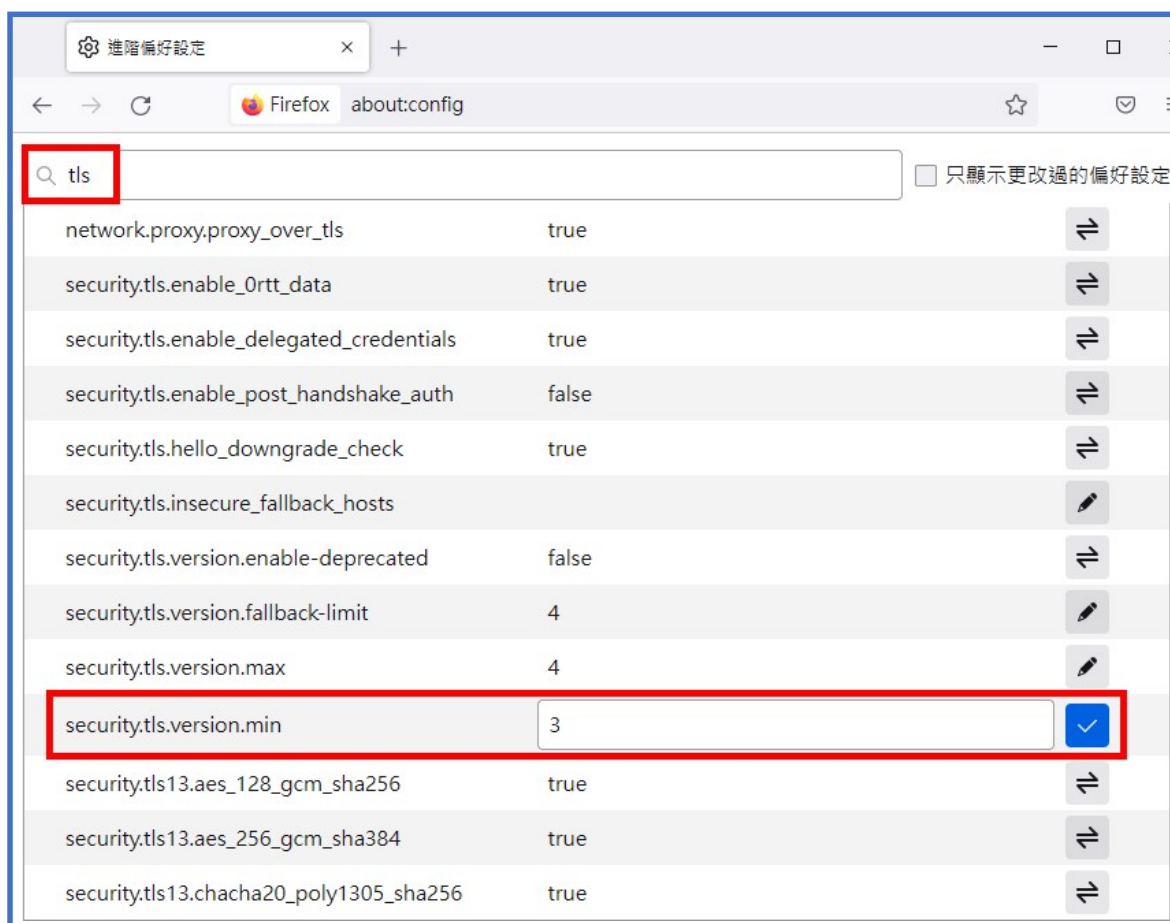 進階偏好設定
Firefox about:config
tls
只顯示更改過的偏好設定
network.proxy.proxy_over_tls true
security.tls.enable_0rtt_data true
security.tls.enable_delegated_credentials true
security.tls.enable_post_handshake_auth false
security.tls.hello_downgrade_check true
security.tls.insecure_fallback_hosts
security.tls.version.enable-deprecated false
security.tls.version.fallback-limit 4
security.tls.version.max 4
security.tls.version.min 3
security.tls13.aes_128_gcm_sha256 true
security.tls13.aes_256_gcm_sha384 true
security.tls13.chacha20_poly1305_sha256 true